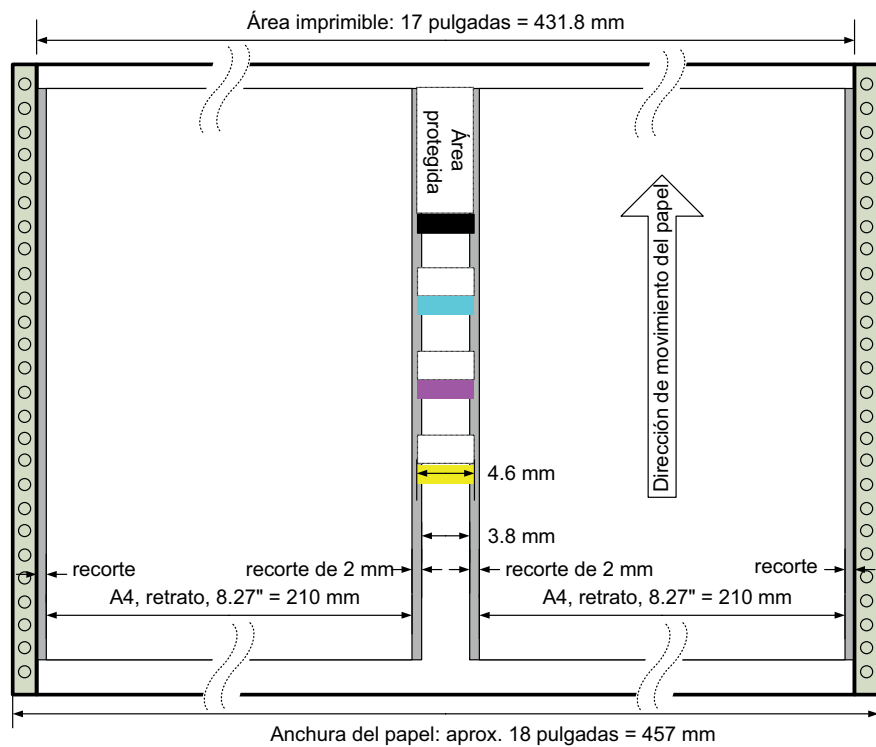 Área imprimible: 17 pulgadas = 431.8 mm
Área
protegida
Dirección de movimiento del papel
4.6 mm
3.8 mm
recorte
recorte de 2 mm
recorte de 2 mm
recorte
A4, retrato, 8.27" = 210 mm
A4, retrato, 8.27" = 210 mm
Anchura del papel: aprox. 18 pulgadas = 457 mm